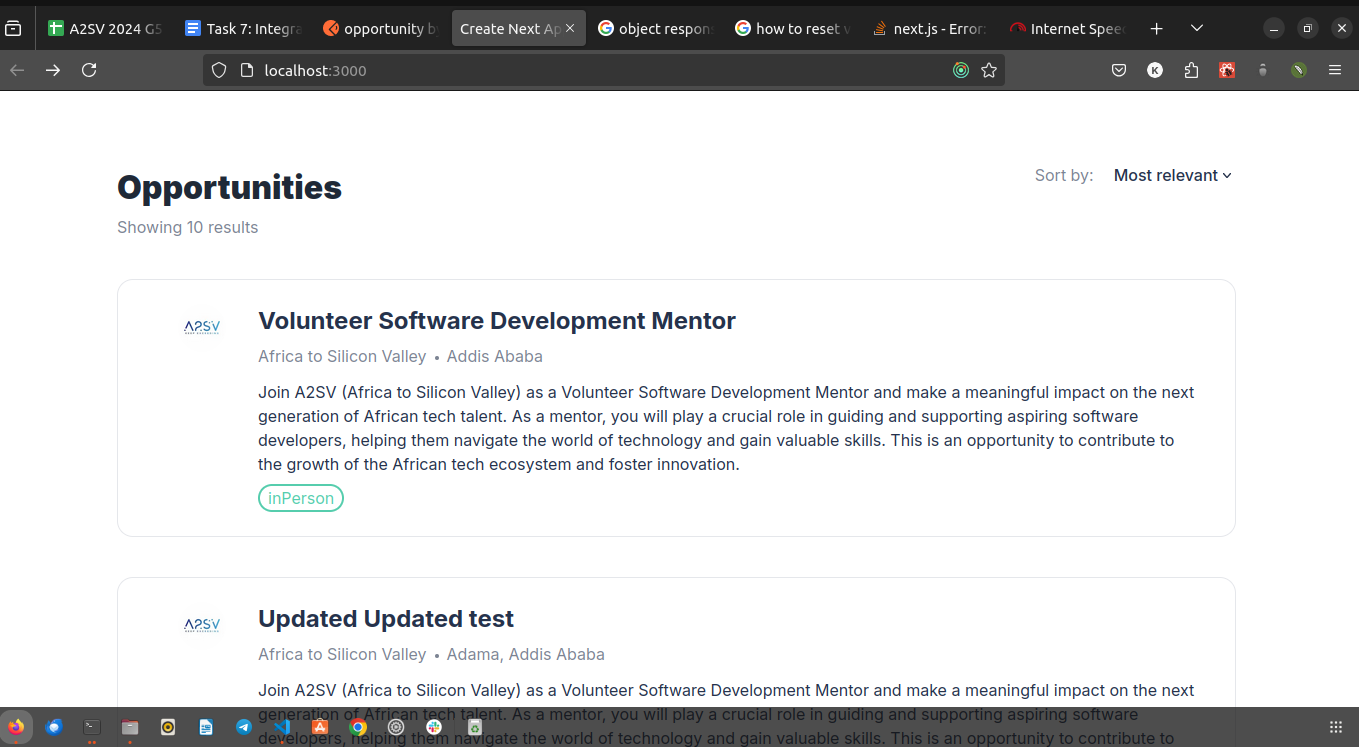 A2SV 2024 G5
Task 7: Integra
opportunity by
Create Next Ap
object respons
how to reset v
next.js - Error:
Internet Speed
localhost:3000
K
Opportunities
Sort by: Most relevant
Showing 10 results
A2SV
Volunteer Software Development Mentor
Africa to Silicon Valley • Addis Ababa
Join A2SV (Africa to Silicon Valley) as a Volunteer Software Development Mentor and make a meaningful impact on the next
generation of African tech talent. As a mentor, you will play a crucial role in guiding and supporting aspiring software
developers, helping them navigate the world of technology and gain valuable skills. This is an opportunity to contribute to
the growth of the African tech ecosystem and foster innovation.
inPerson
A2SV
Updated Updated test
Africa to Silicon Valley • Adama, Addis Ababa
Join A2SV (Africa to Silicon Valley) as a Volunteer Software Development Mentor and make a meaningful impact on the next
generation of African tech talent. As a mentor, you will play a crucial role in guiding and supporting aspiring software
developers, helping them navigate the world of technology and gain valuable skills. This is an opportunity to contribute to